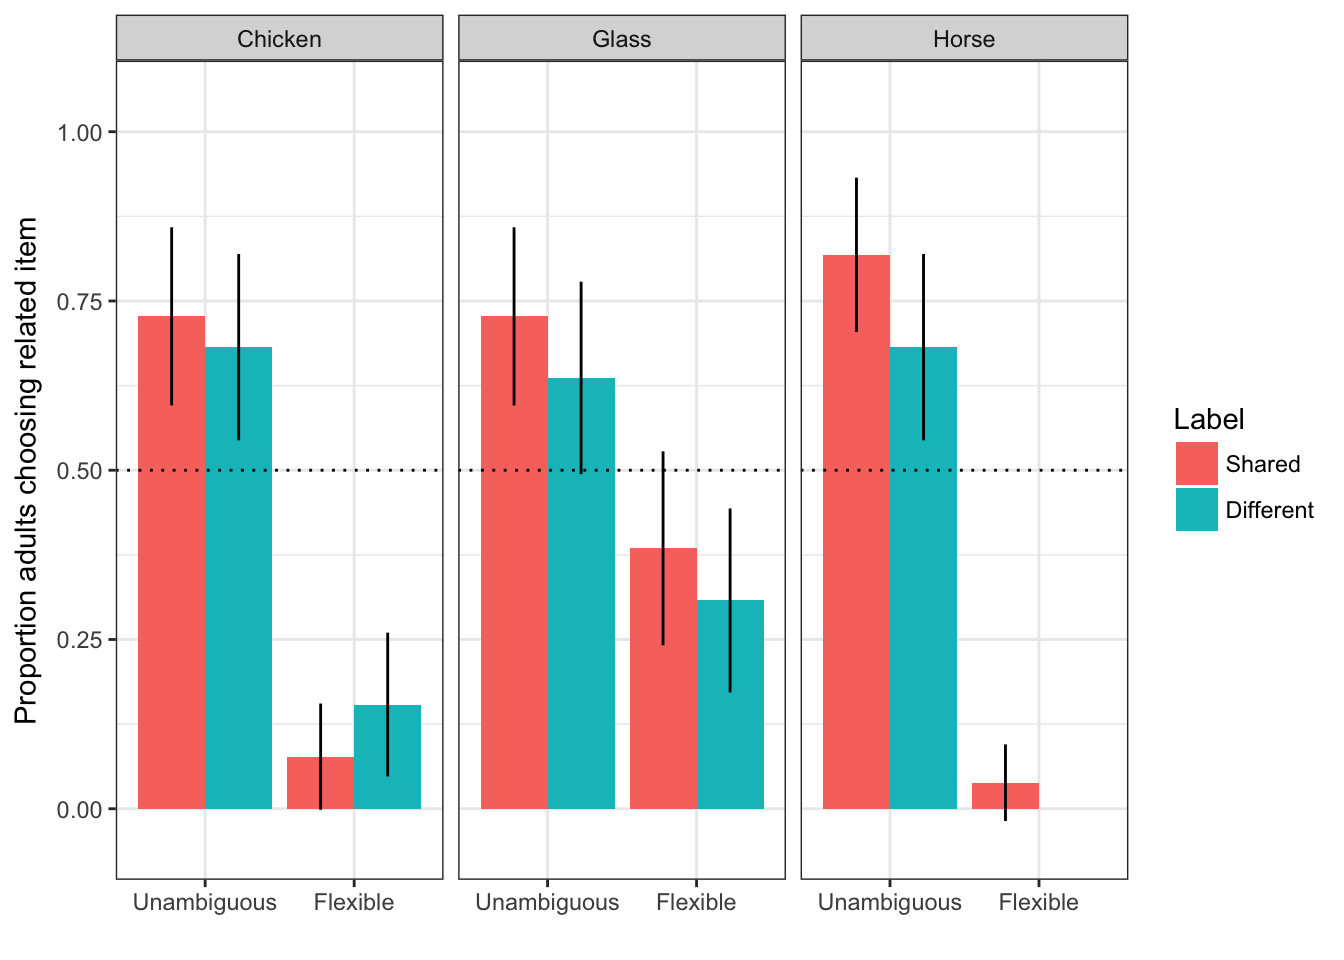 Chicken
Glass
Horse
Proportion adults choosing related item
1.00
0.75
0.50
0.25
0.00
Unambiguous
Flexible
Unambiguous
Flexible
Unambiguous
Flexible
Label
Shared
Different